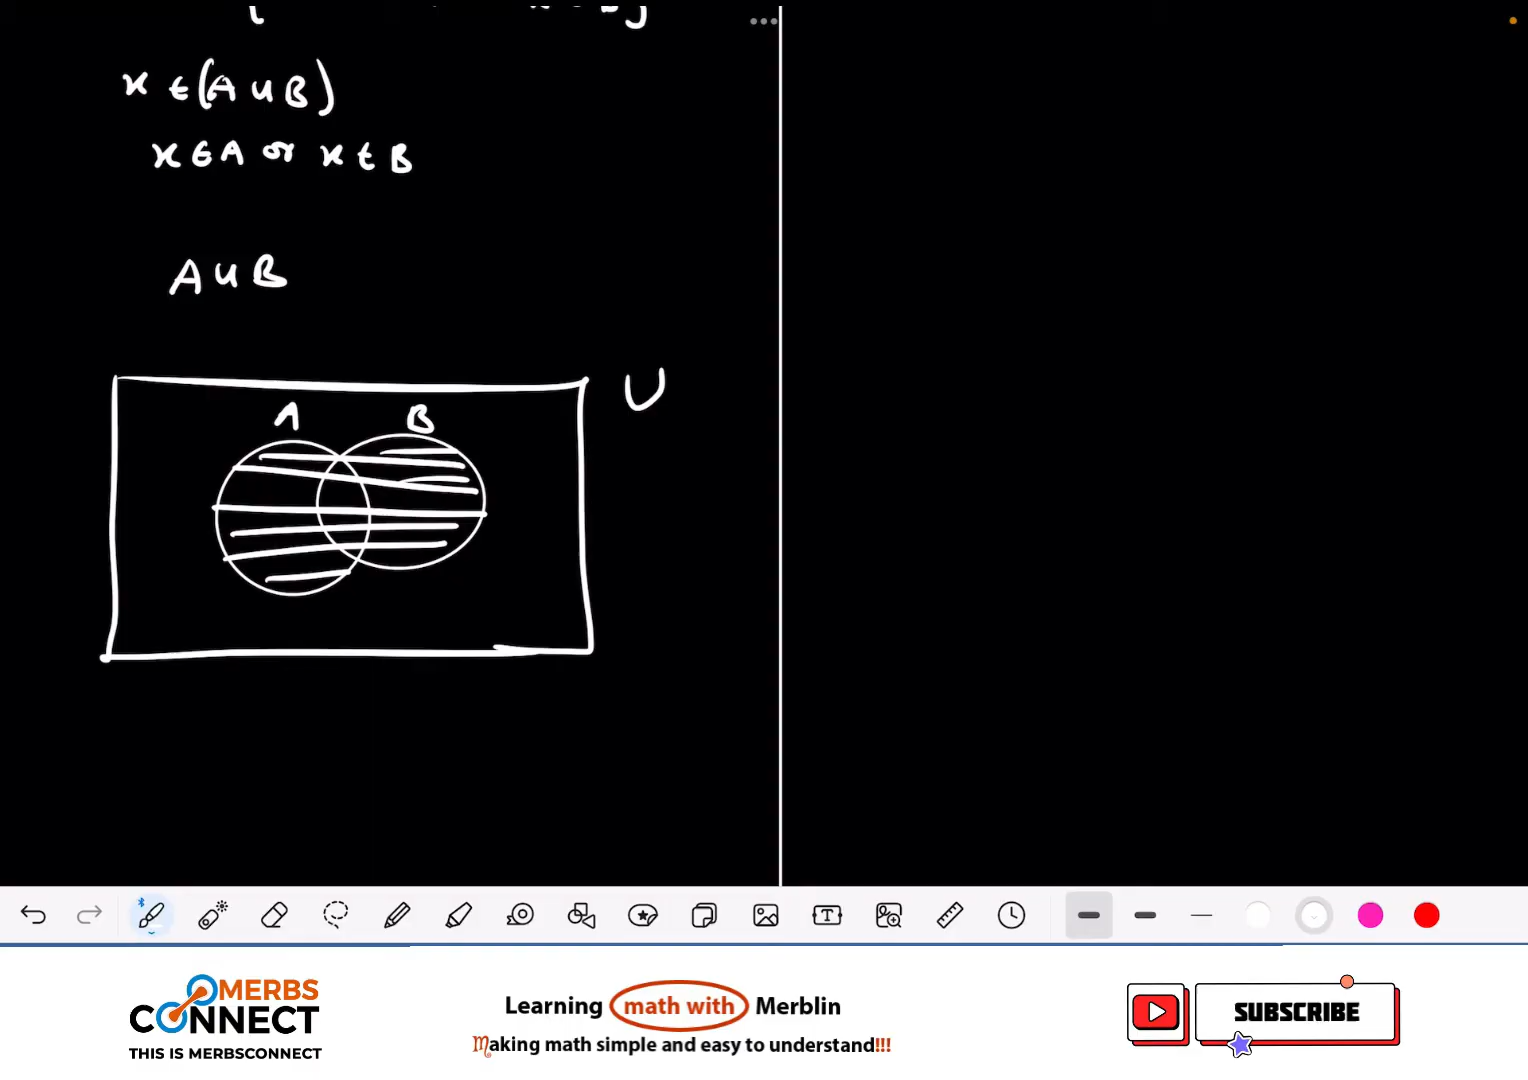 x ∈ (A ∪ B)
x ∈ A or x ∈ B
A ∪ B
U
A B
T
MERBS
CONNECT
THIS IS MERBSCONNECT
Learning math with Merblin
Making math simple and easy to understand!!!
SUBSCRIBE